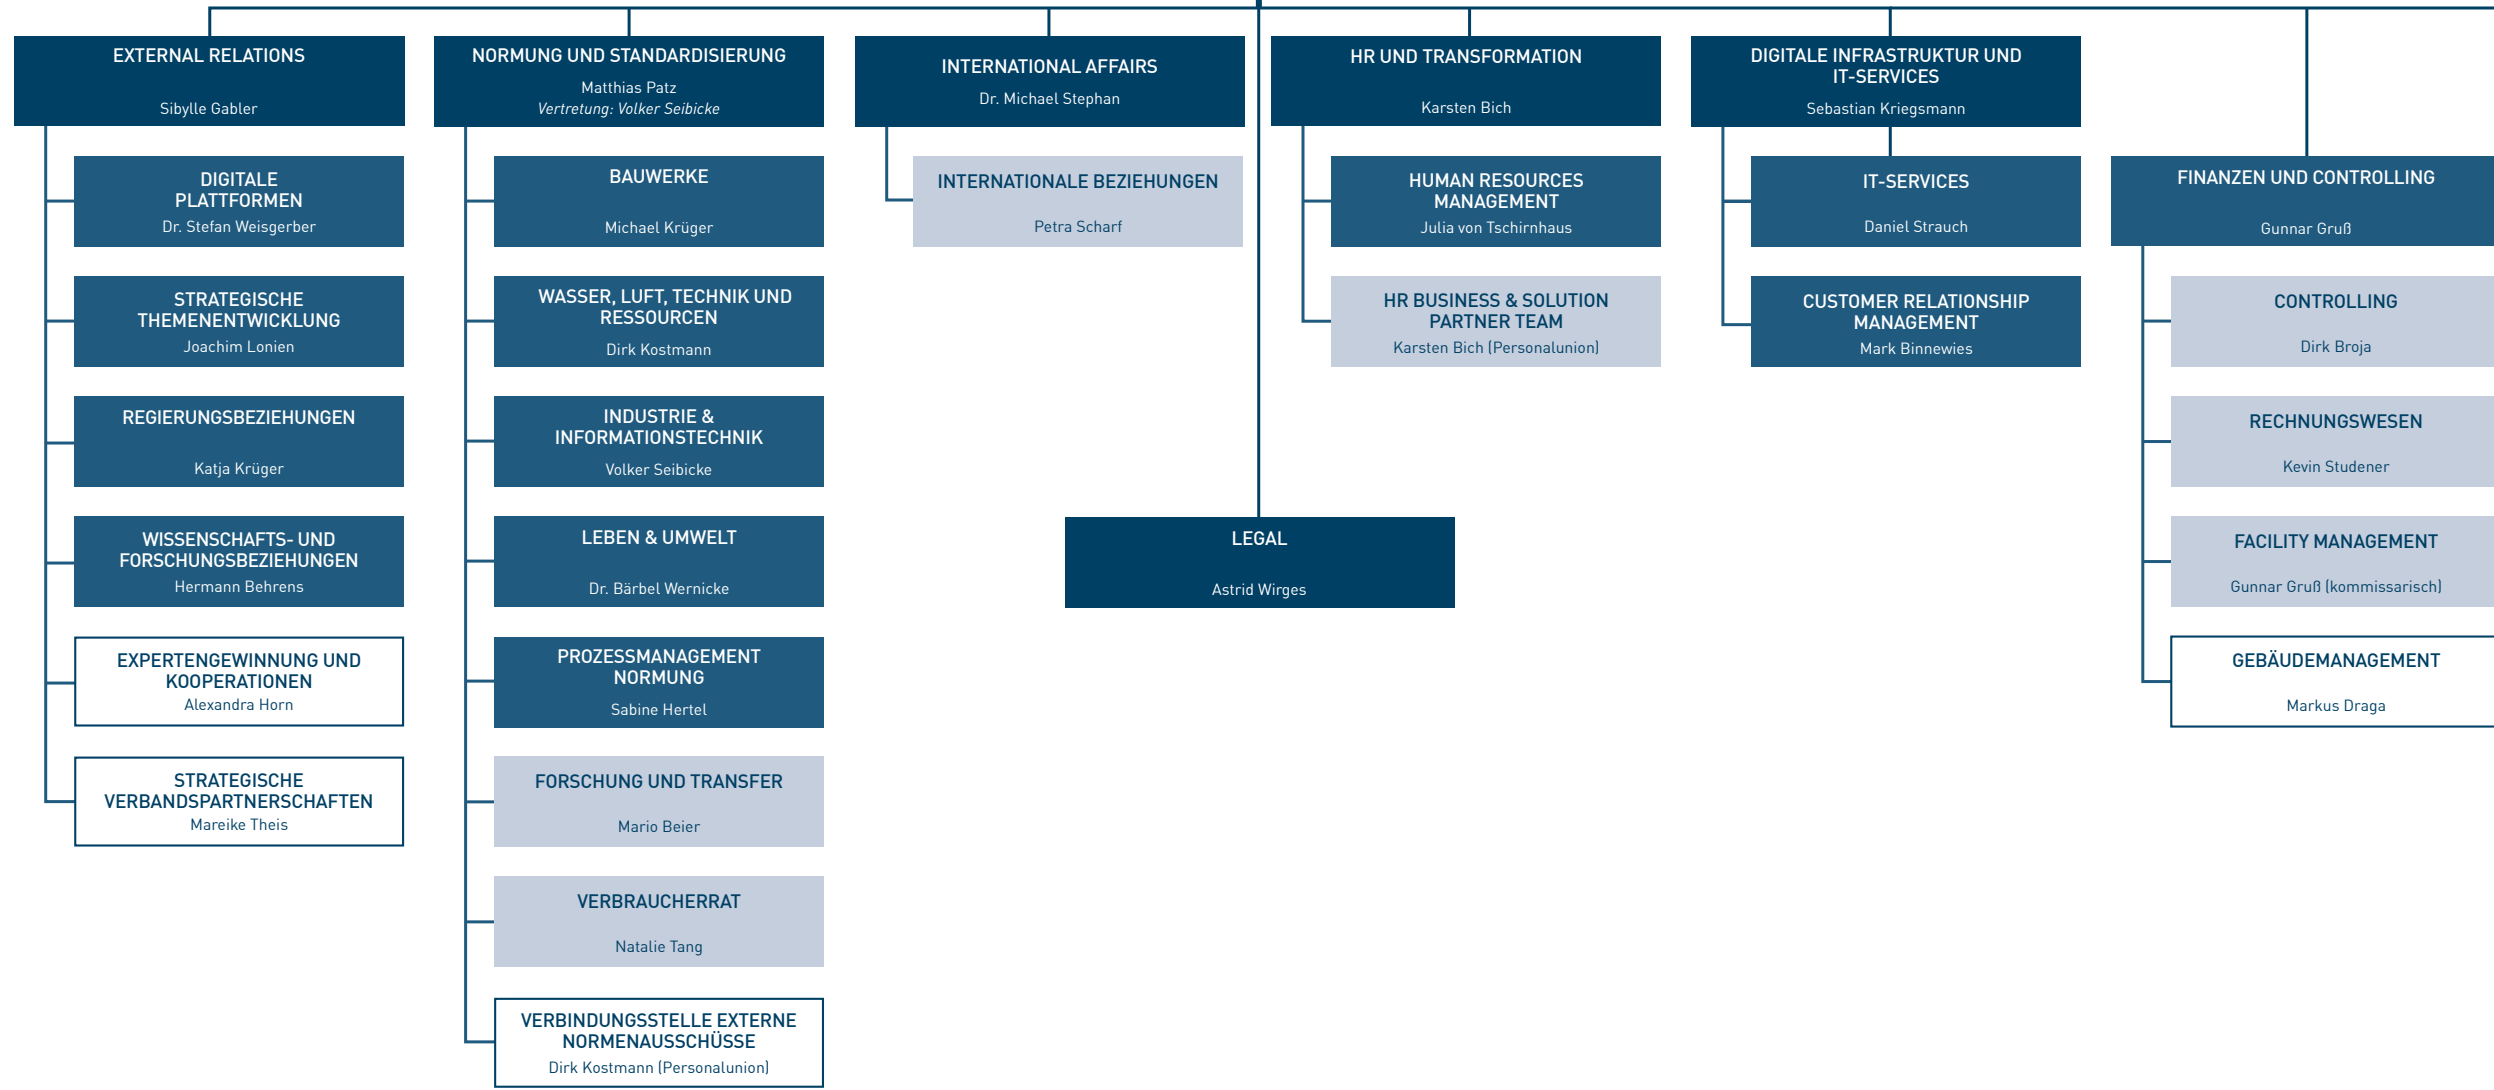 EXTERNAL RELATIONS
Sibylle Gabler
DIGITALE
PLATTFORMEN
Dr. Stefan Weisgerber
STRATEGISCHE
THEMENENTWICKLUNG
Joachim Lonien
REGIERUNGSBEZIEHUNGEN
Katja Krüger
WISSENSCHAFTS- UND
FORSCHUNGSBEZIEHUNGEN
Hermann Behrens
EXPERTENGEWINNUNG UND
KOOPERATIONEN
Alexandra Horn
STRATEGISCHE
VERBANDSPARTNERSCHAFTEN
Mareike Theis
NORMUNG UND STANDARDISIERUNG
Matthias Patz
Vertretung: Volker Seibicke
BAUWERKE
Michael Krüger
WASSER, LUFT, TECHNIK UND
RESSOURCEN
Dirk Kostmann
INDUSTRIE &
INFORMATIONSTECHNIK
Volker Seibicke
LEBEN & UMWELT
Dr. Bärbel Wernicke
PROZESSMANAGEMENT
NORMUNG
Sabine Hertel
FORSCHUNG UND TRANSFER
Mario Beier
VERBRAUCHERRAT
Natalie Tang
VERBINDUNGSSTELLE EXTERNE
NORMENAUSSCHÜSSE
Dirk Kostmann (Personalunion)
INTERNATIONAL AFFAIRS
Dr. Michael Stephan
INTERNATIONALE BEZIEHUNGEN
Petra Scharf
LEGAL
Astrid Wirges
HR UND TRANSFORMATION
Karsten Bich
HUMAN RESOURCES
MANAGEMENT
Julia von Tschirnhaus
HR BUSINESS & SOLUTION
PARTNER TEAM
Karsten Bich (Personalunion)
DIGITALE INFRASTRUKTUR UND
IT-SERVICES
Sebastian Kriegsmann
IT-SERVICES
Daniel Strauch
CUSTOMER RELATIONSHIP
MANAGEMENT
Mark Binnewies
FINANZEN UND CONTROLLING
Gunnar Gruß
CONTROLLING
Dirk Broja
RECHNUNGSWESEN
Kevin Studener
FACILITY MANAGEMENT
Gunnar Gruß (kommissarisch)
GEBÄUDEMANAGEMENT
Markus Draga